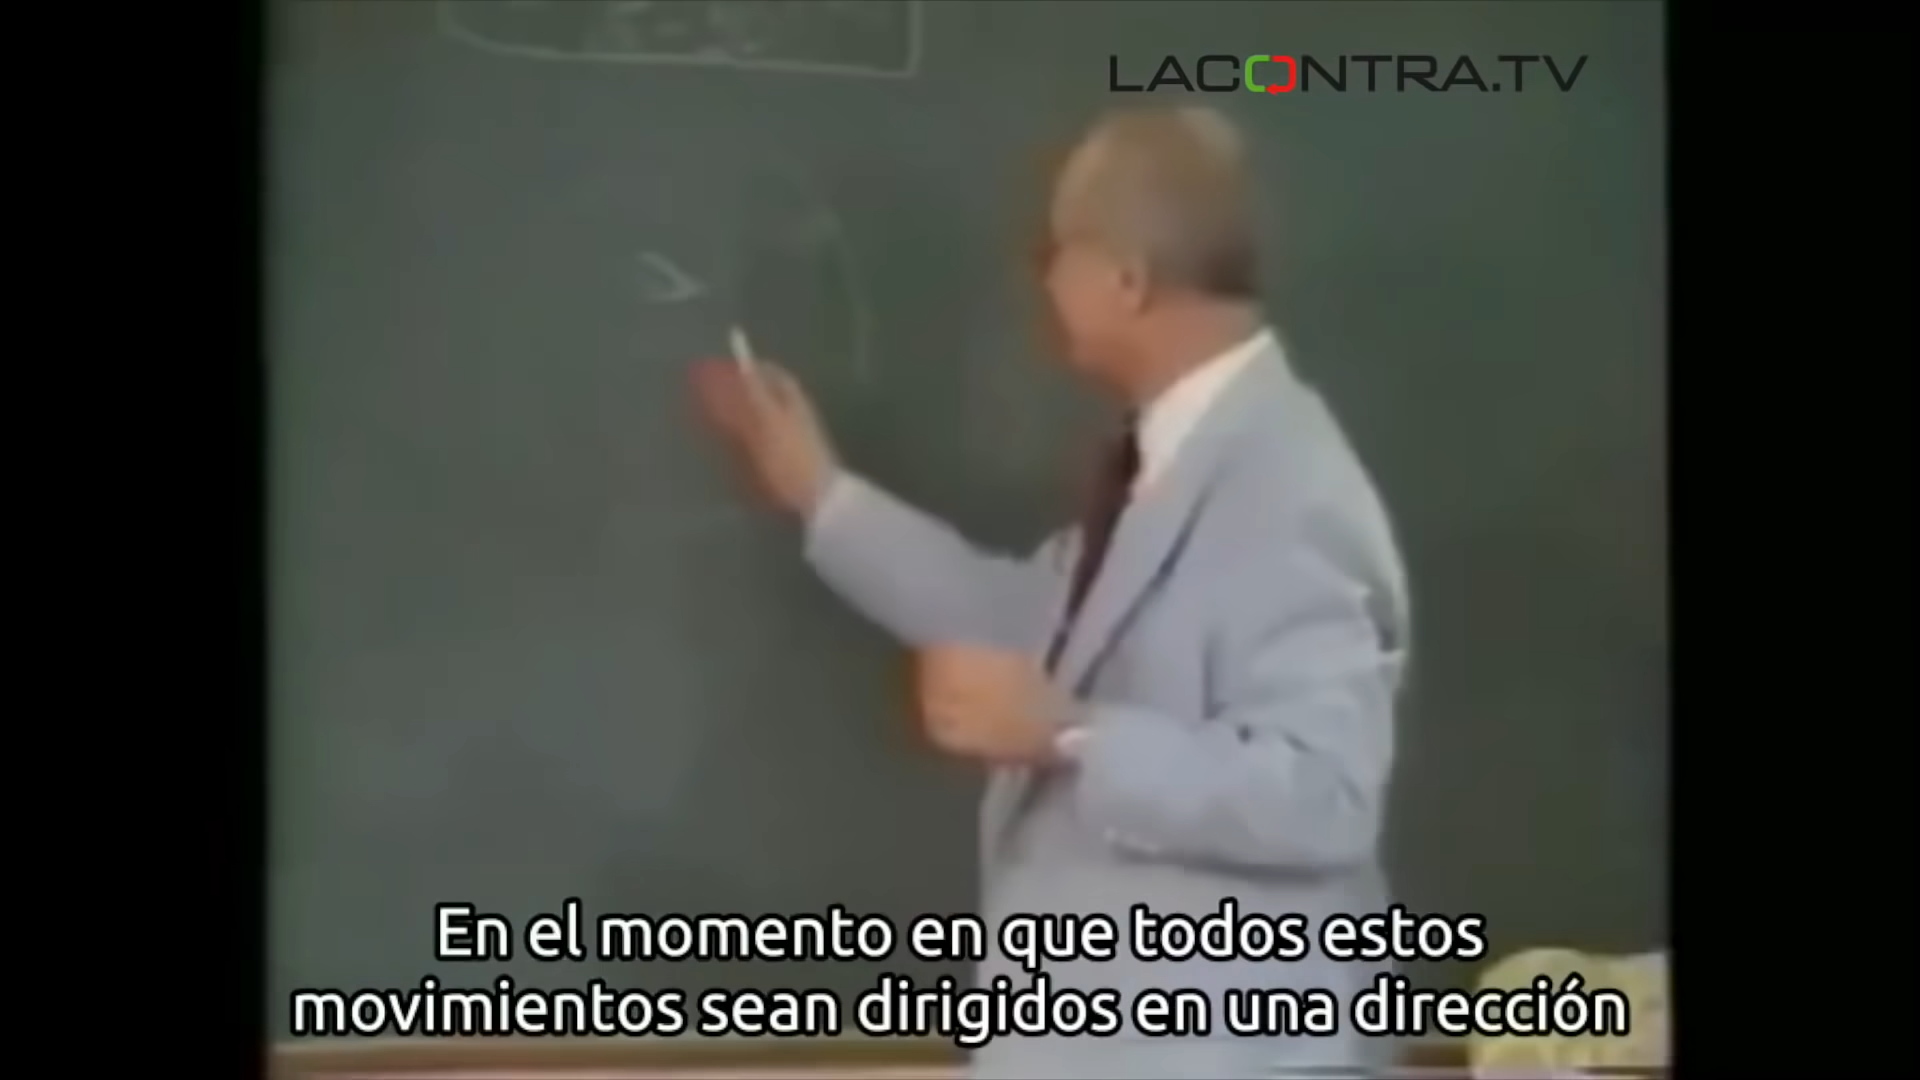 LACONTRA.TV
En el momento en que todos estos
movimientos sean dirigidos en una dirección